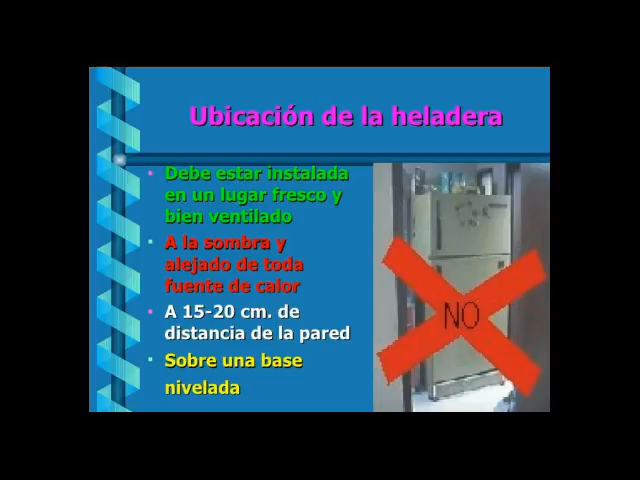 Ubicación de la heladera
• Debe estar instalada
en un lugar fresco y
bien ventilado
• A la sombra y
alejado de toda
fuente de calor
• A 15-20 cm. de
distancia de la pared
• Sobre una base
nivelada
NO